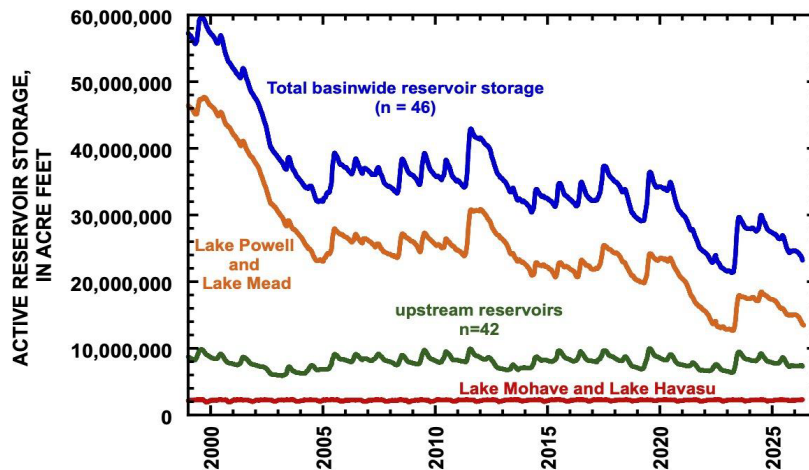 ACTIVE RESERVOIR STORAGE,
IN ACRE FEET
60,000,000
50,000,000
40,000,000
30,000,000
20,000,000
10,000,000
0
Total basinwide reservoir storage
(n = 46)
Lake Powell
and
Lake Mead
upstream reservoirs
n=42
Lake Mohave and Lake Havasu
2000
2005
2010
2015
2020
2025